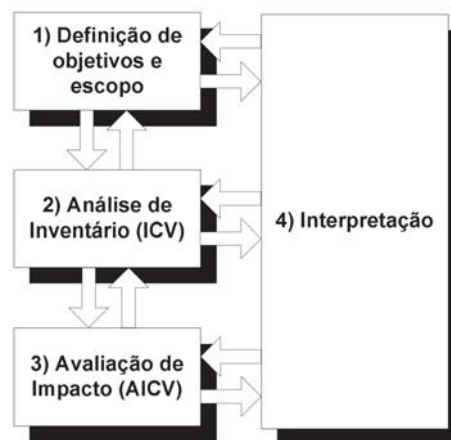 1) Definição de
objetivos e
escopo
2) Análise de
Inventário (ICV)
4) Interpretação
3) Avaliação de
Impacto (AICV)